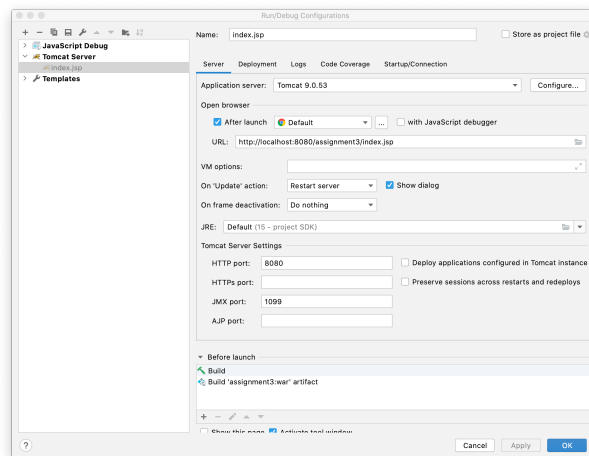 Run/Debug Configurations
JavaScript Debug
Tomcat Server
index.jsp
Templates
Name: index.jsp
Store as project file
Server Deployment Logs Code Coverage Startup/Connection
Application server: Tomcat 9.0.53 Configure...
Open browser
After launch Default ... with JavaScript debugger
URL: http://localhost:8080/assignment3/index.jsp
VM options:
On 'Update' action: Restart server Show dialog
On frame deactivation: Do nothing
JRE: Default (15 - project SDK)
Tomcat Server Settings
HTTP port: 8080 Deploy applications configured in Tomcat instance
HTTPs port: Preserve sessions across restarts and redeploys
JMX port: 1099
AJP port:
Before launch
Build
Build 'assignment3:war' artifact
Show this page Activate tool window
? Cancel Apply OK